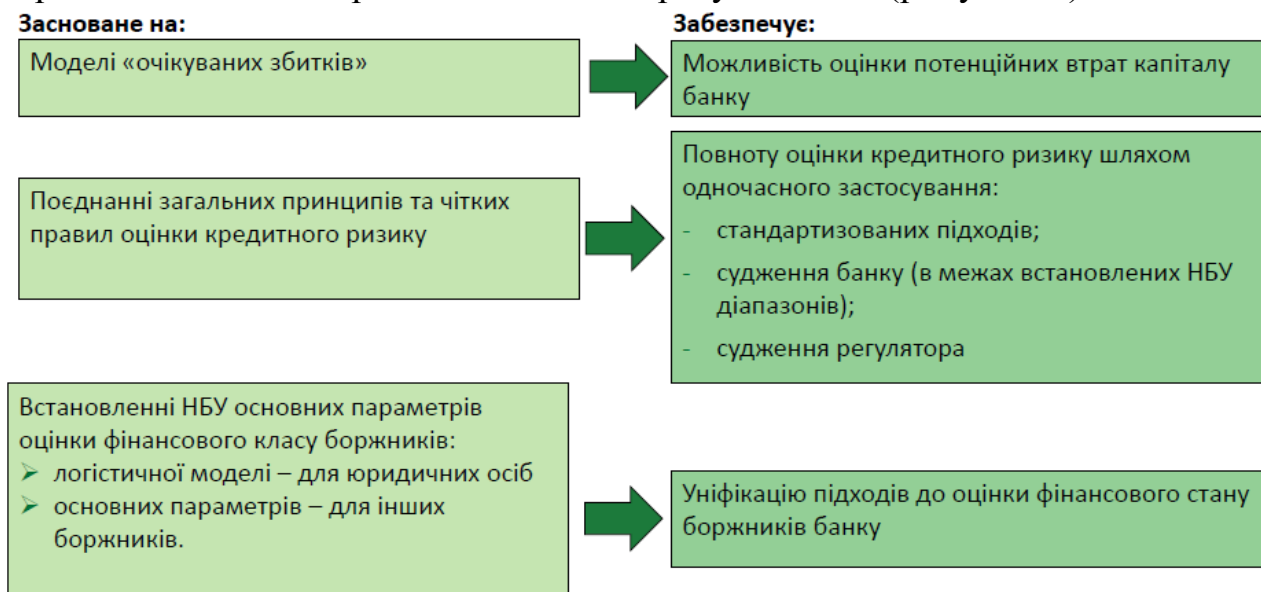 Засноване на:
Забезпечує:
Моделі «очікуваних збитків»
Можливість оцінки потенційних втрат капіталу
банку
Поєднанні загальних принципів та чітких
правил оцінки кредитного ризику
Повноту оцінки кредитного ризику шляхом
одночасного застосування:
- стандартизованих підходів;
- судження банку (в межах встановлених НБУ
діапазонів);
- судження регулятора
Встановленні НБУ основних параметрів
оцінки фінансового класу боржників:
➢ логістичної моделі – для юридичних осіб
➢ основних параметрів – для інших
боржників.
Уніфікацію підходів до оцінки фінансового стану
боржників банку